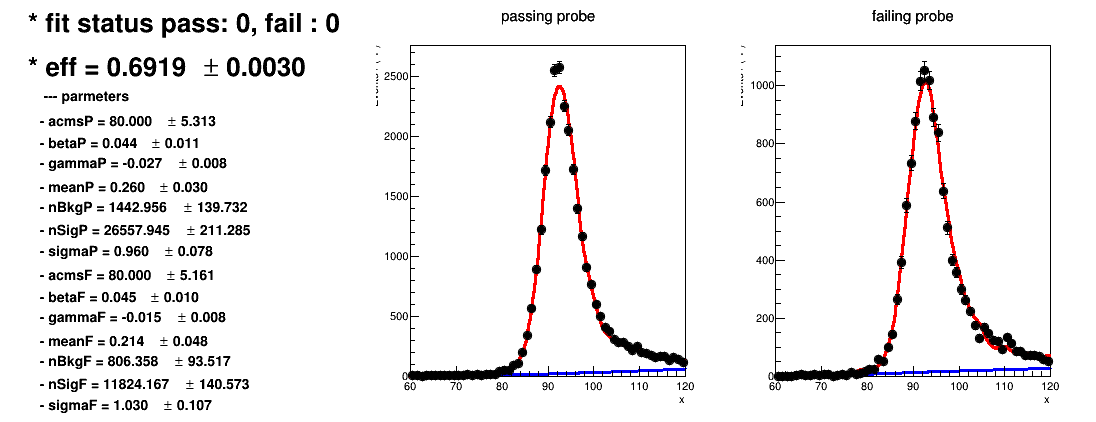 * fit status pass: 0, fail : 0
* eff = 0.6919 ± 0.0030
--- parmeters
- acmsP = 80.000 ± 5.313
- betaP = 0.044 ± 0.011
- gammaP = -0.027 ± 0.008
- meanP = 0.260 ± 0.030
- nBkgP = 1442.956 ± 139.732
- nSigP = 26557.945 ± 211.285
- sigmaP = 0.960 ± 0.078
- acmsF = 80.000 ± 5.161
- betaF = 0.045 ± 0.010
- gammaF = -0.015 ± 0.008
- meanF = 0.214 ± 0.048
- nBkgF = 806.358 ± 93.517
- nSigF = 11824.167 ± 140.573
- sigmaF = 1.030 ± 0.107
passing probe
2500
2000
1500
1000
500
0
60 70 80 90 100 110 120
x
failing probe
1000
800
600
400
200
0
60 70 80 90 100 110 120
x